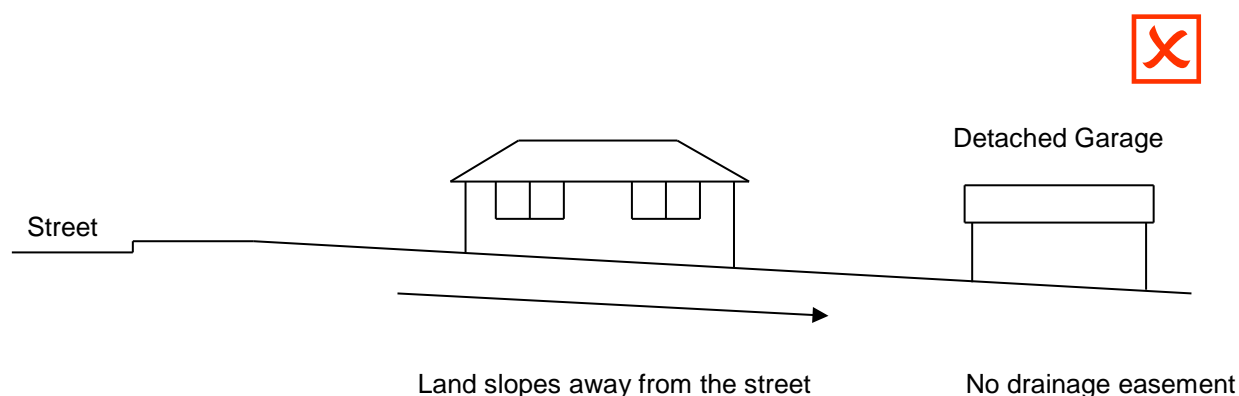 Detached Garage
Street
Land slopes away from the street
No drainage easement